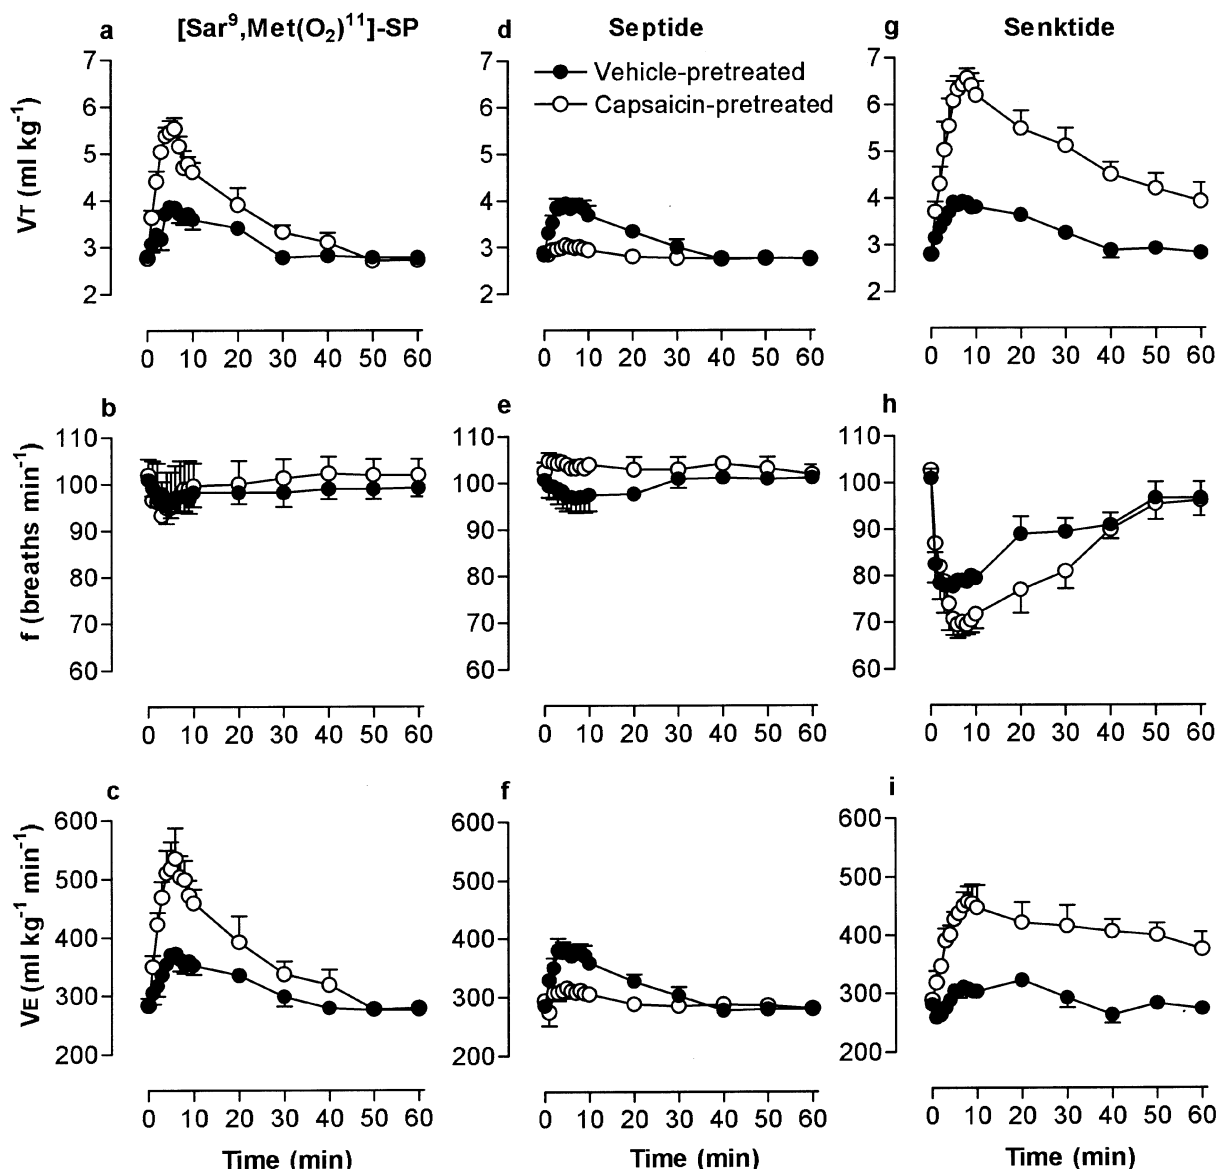 a [Sar⁹,Met(O₂)¹¹]-SP d Septide g Senktide
Vehicle-pretreated
Capsaicin-pretreated
VT (ml kg⁻¹)
7
6
5
4
3
2
0 10 20 30 40 50 60
7
6
5
4
3
2
0 10 20 30 40 50 60
7
6
5
4
3
2
0 10 20 30 40 50 60
b e h
f (breaths min⁻¹)
110
100
90
80
70
60
0 10 20 30 40 50 60
110
100
90
80
70
60
0 10 20 30 40 50 60
110
100
90
80
70
60
0 10 20 30 40 50 60
c f i
VE (ml kg⁻¹ min⁻¹)
600
500
400
300
200
0 10 20 30 40 50 60
Time (min)
600
500
400
300
200
0 10 20 30 40 50 60
Time (min)
600
500
400
300
200
0 10 20 30 40 50 60
Time (min)